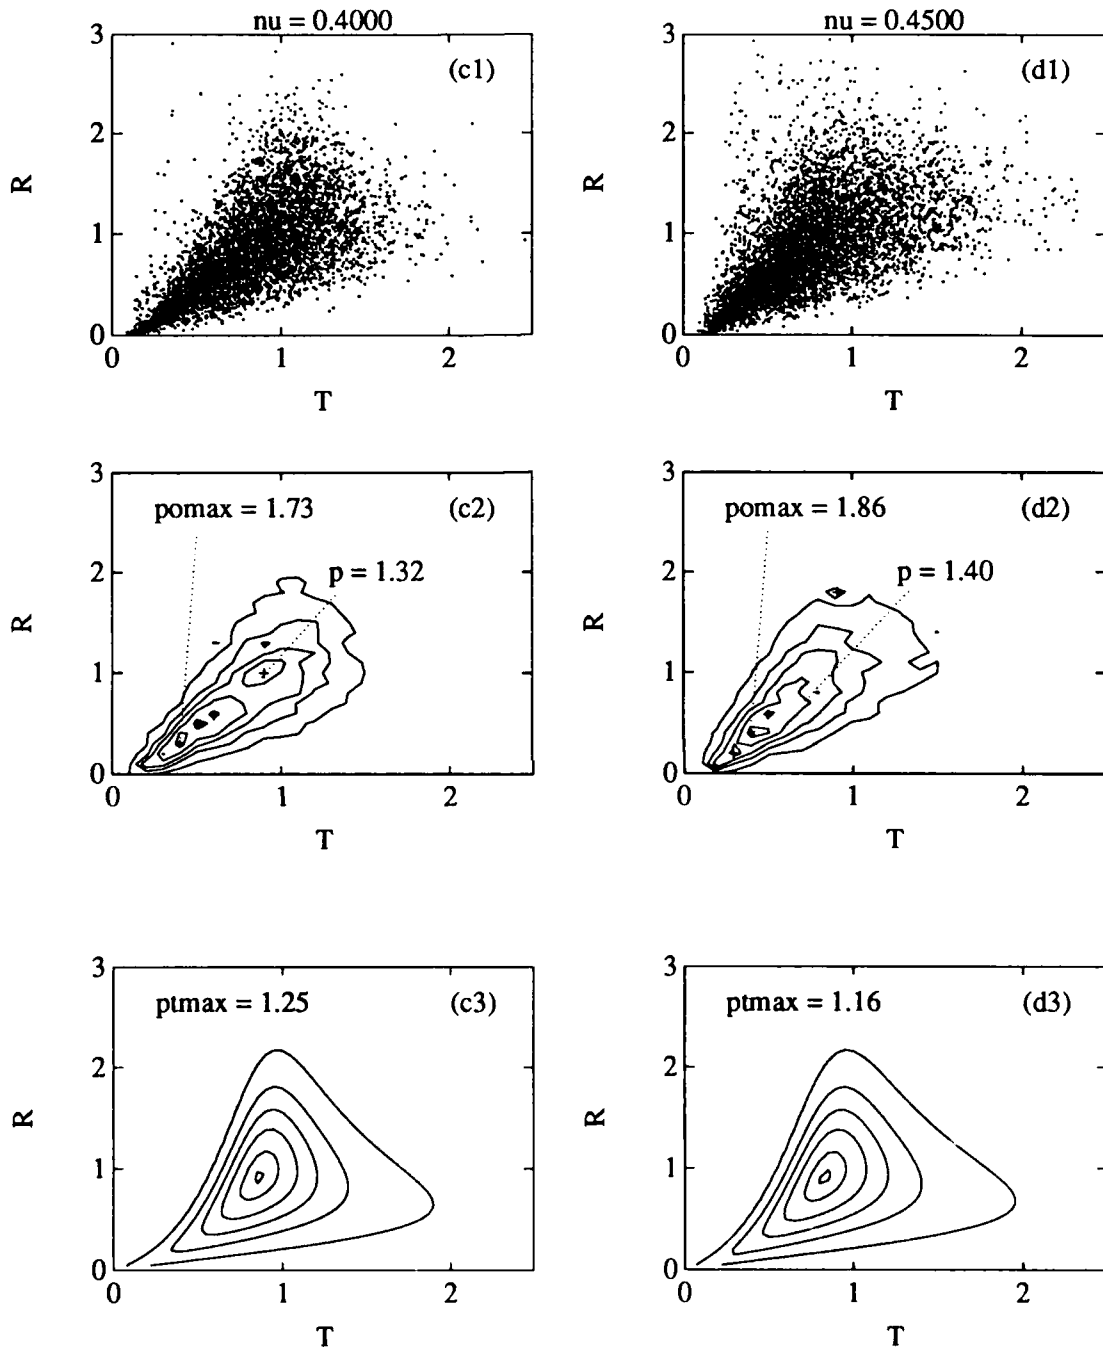 nu = 0.4000
nu = 0.4500
3
(c1)
2
R
1
0
0
1
2
T
3
(d1)
2
R
1
0
0
1
2
T
3
pomax = 1.73
(c2)
2
p = 1.32
R
1
0
0
1
2
T
3
pomax = 1.86
(d2)
2
p = 1.40
R
1
0
0
1
2
T
3
ptmax = 1.25
(c3)
2
R
1
0
0
1
2
T
3
ptmax = 1.16
(d3)
2
R
1
0
0
1
2
T